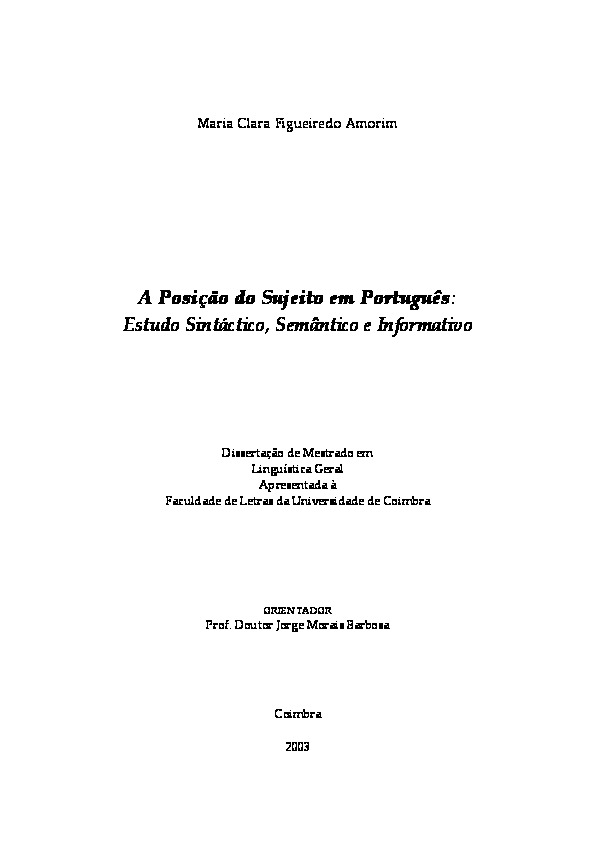 Maria Clara Figueiredo Amorim
A Posição do Sujeito em Português:
Estudo Sintáctico, Semântico e Informativo
Dissertação de Mestrado em
Linguística Geral
Apresentada à
Faculdade de Letras da Universidade de Coimbra
ORIENTADOR
Prof. Doutor Jorge Morais Barbosa
Coimbra
2003